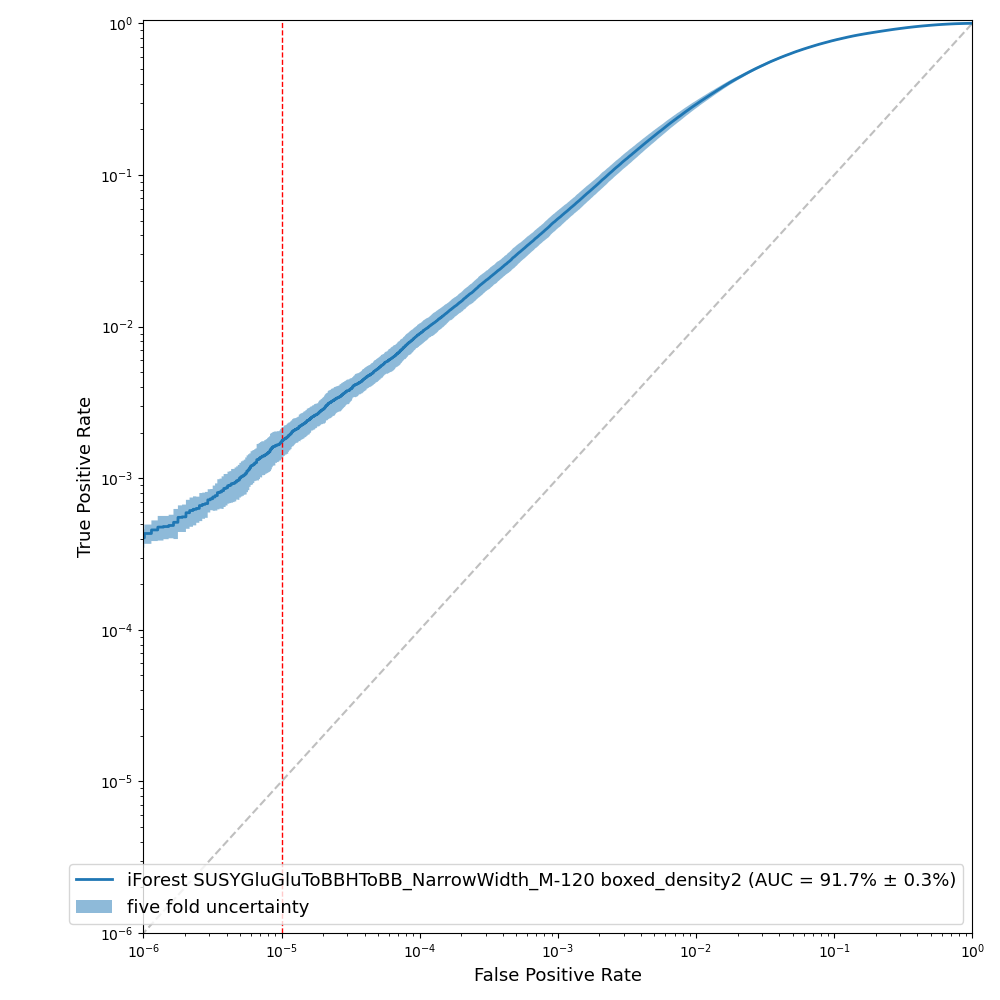 10⁰
10⁻¹
10⁻²
10⁻³
10⁻⁴
10⁻⁵
10⁻⁶
True Positive Rate
iForest SUSYGluGluToBBHToBB_NarrowWidth_M-120 boxed_density2 (AUC = 91.7% ± 0.3%)
five fold uncertainty
10⁻⁶ 10⁻⁵ 10⁻⁴ 10⁻³ 10⁻² 10⁻¹ 10⁰
False Positive Rate